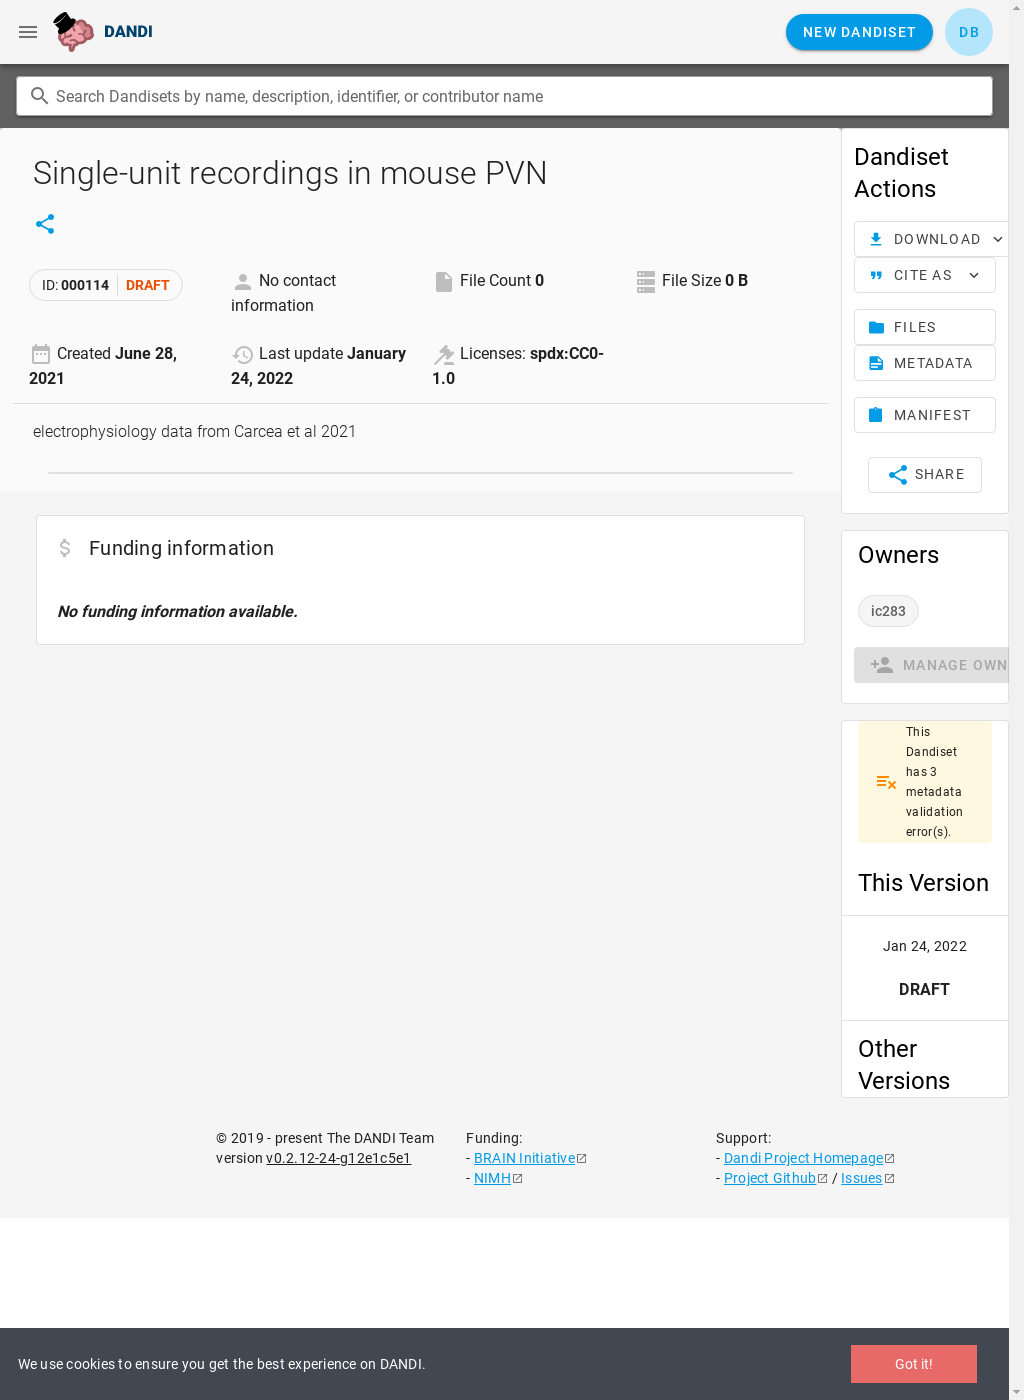 DANDI
NEW DANDISET
DB
Search Dandisets by name, description, identifier, or contributor name
Single-unit recordings in mouse PVN
ID: 000114 DRAFT
No contact
information
File Count 0
File Size 0 B
Created June 28,
2021
Last update January
24, 2022
Licenses: spdx:CC0-
1.0
electrophysiology data from Carcea et al 2021
Funding information
No funding information available.
Dandiset
Actions
DOWNLOAD
CITE AS
FILES
METADATA
MANIFEST
SHARE
Owners
ic283
MANAGE OWN
This
Dandiset
has 3
metadata
validation
error(s).
This Version
Jan 24, 2022
DRAFT
Other
Versions
© 2019 - present The DANDI Team
version v0.2.12-24-g12e1c5e1
Funding:
- BRAIN Initiative
- NIMH
Support:
- Dandi Project Homepage
- Project Github / Issues
We use cookies to ensure you get the best experience on DANDI.
Got it!